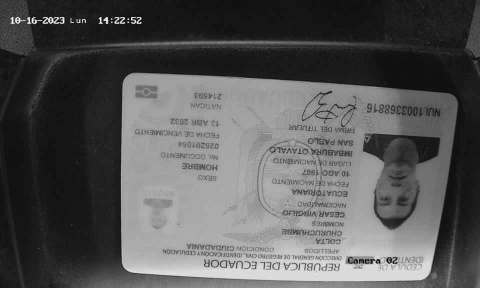 10-16-2023 Lun 14:22:52
REPÚBLICA DEL ECUADOR
DIRECCIÓN GENERAL DE REGISTRO CIVIL, IDENTIFICACIÓN Y CEDULACIÓN
CÉDULA DE
Camera 02
APELLIDOS
COLTA
CHURUCHUMBE
NOMBRES
CESAR VIRGILIO
NACIONALIDAD
ECUATORIANA
FECHA DE NACIMIENTO
10 AGO 1987
LUGAR DE NACIMIENTO
IMBABURA OTAVALO
SAN PABLO
FIRMA DEL TITULAR
CONDICIÓN CIUDADANÍA
SEXO
HOMBRE
No. DOCUMENTO
FECHA DE VENCIMIENTO
12 ABR 2032
NAT/CAN
214593
NUI.1003368816